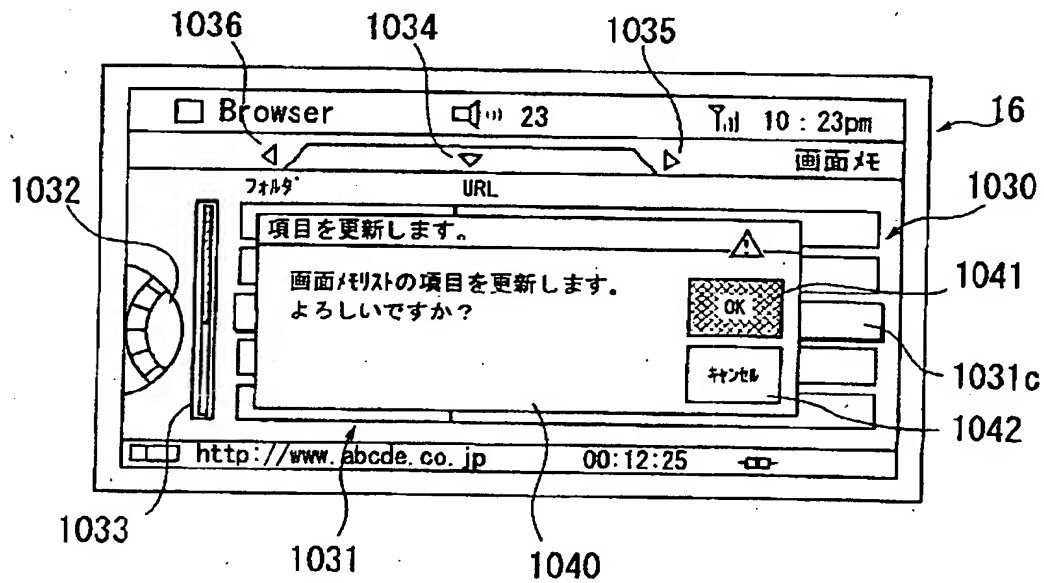 1036 1034 1035
16
□ Browser 23 10:23pm
画面メモ
フォルダ URL
1032
1030
項目を更新します。
画面メモリストの項目を更新します。
よろしいですか?
OK
1041
キャンセル
1031c
1042
http://www.abcde.co.jp 00:12:25
1033
1031
1040